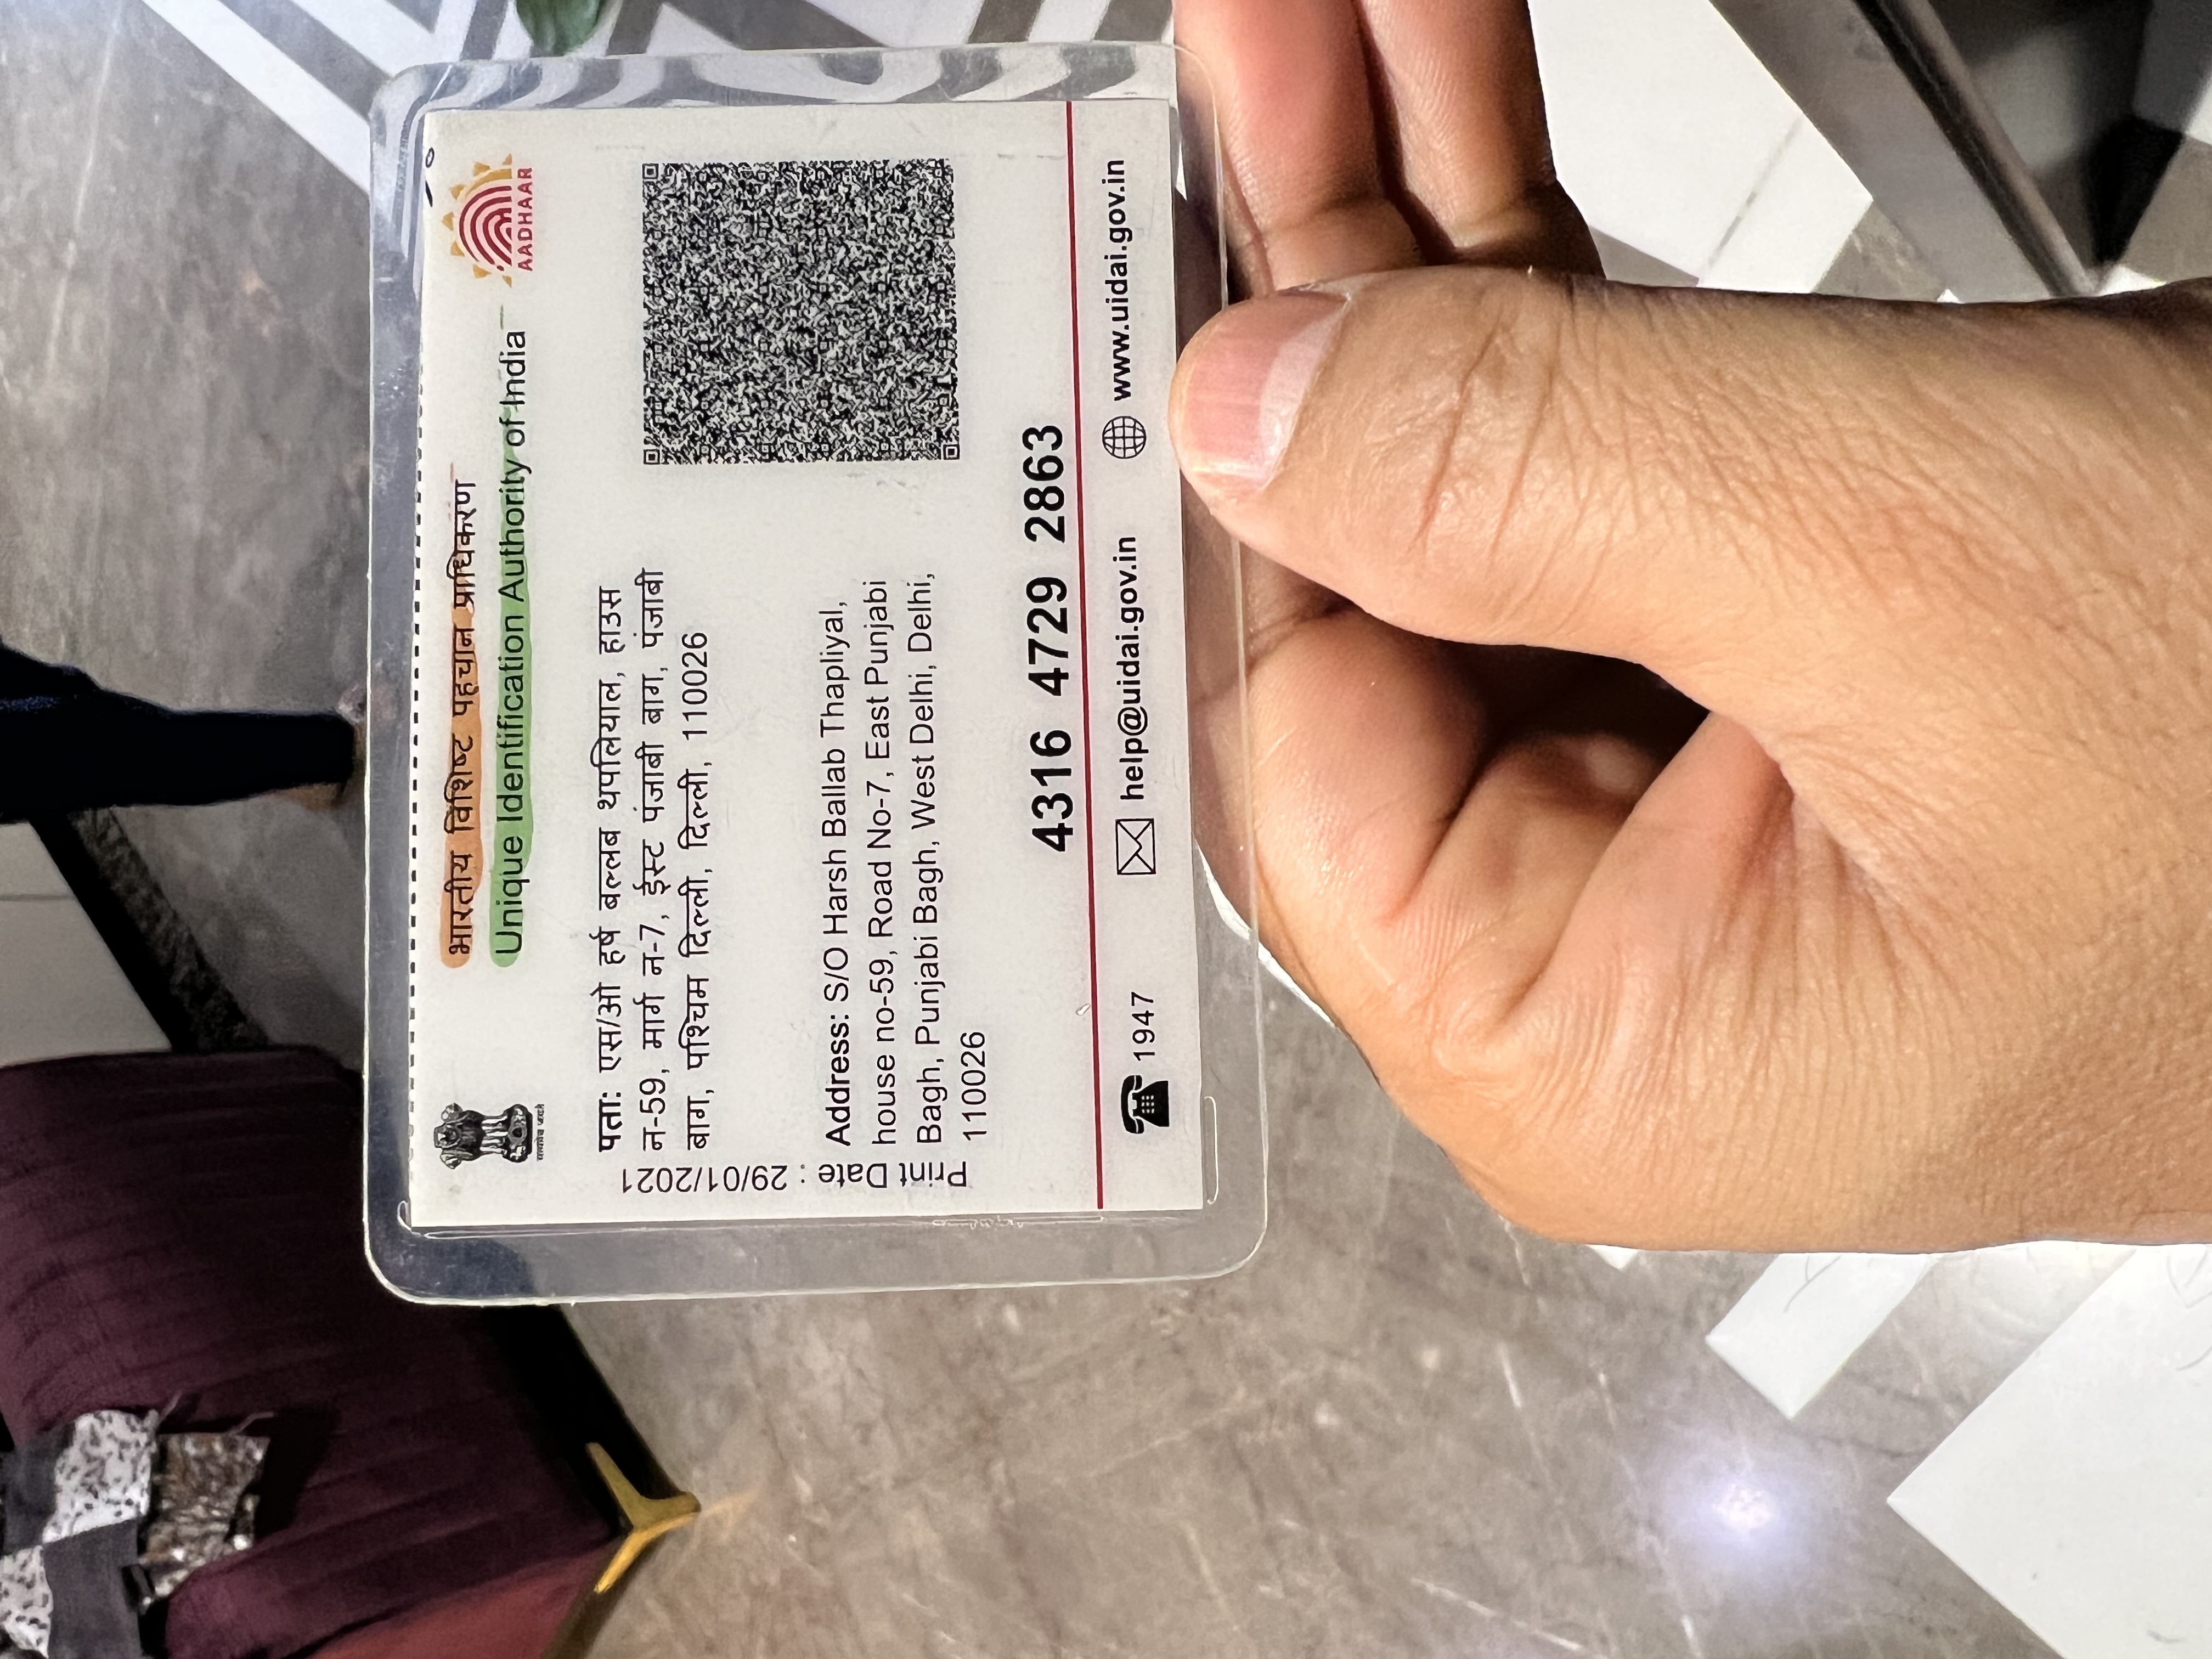 भारतीय विशिष्ट पहचान प्राधिकरण
Unique Identification Authority of India
AADHAAR
सत्यमेव जयते
Print Date : 29/01/2021
पता: एस/ओ हर्ष बल्लब थपलियाल, हाउस
न-59, मार्ग न-7, ईस्ट पंजाबी बाग, पंजाबी
बाग, पश्चिम दिल्ली, दिल्ली, 110026
Address: S/O Harsh Ballab Thapliyal,
house no-59, Road No-7, East Punjabi
Bagh, Punjabi Bagh, West Delhi, Delhi,
110026
4316 4729 2863
1947
help@uidai.gov.in
www.uidai.gov.in